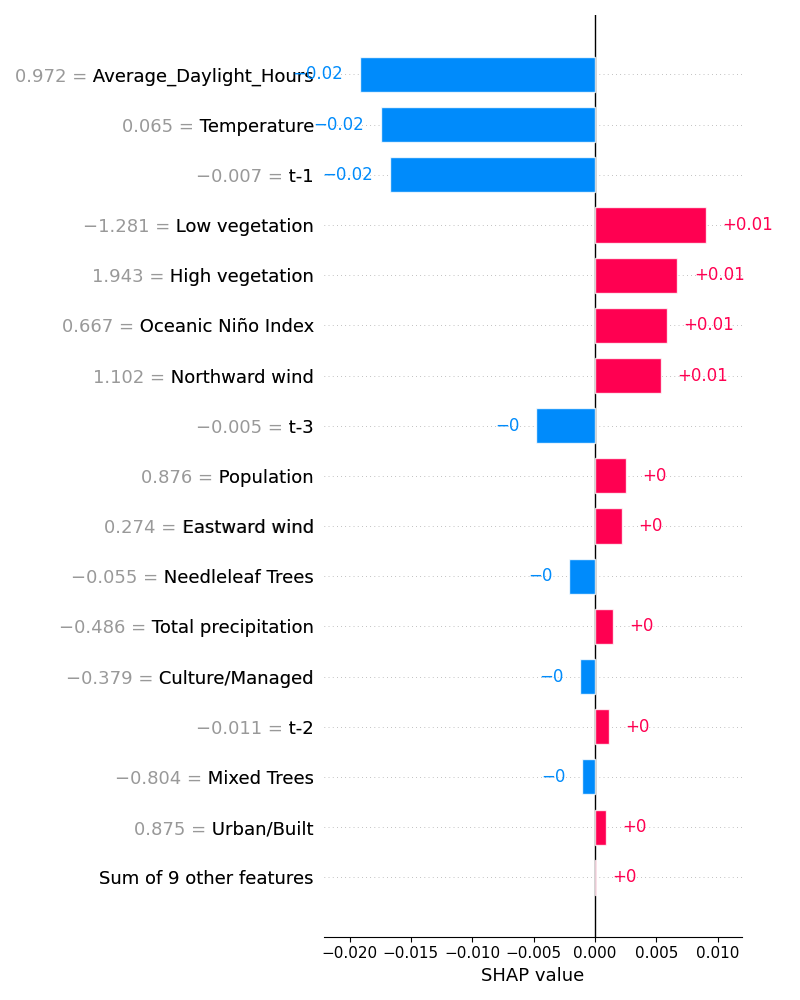 0.972 = Average_Daylight_Hours −0.02
0.065 = Temperature −0.02
−0.007 = t-1 −0.02
−1.281 = Low vegetation +0.01
1.943 = High vegetation +0.01
0.667 = Oceanic Niño Index +0.01
1.102 = Northward wind +0.01
−0.005 = t-3 −0
0.876 = Population +0
0.274 = Eastward wind +0
−0.055 = Needleleaf Trees −0
−0.486 = Total precipitation +0
−0.379 = Culture/Managed −0
−0.011 = t-2 +0
−0.804 = Mixed Trees −0
0.875 = Urban/Built +0
Sum of 9 other features +0
−0.020 −0.015 −0.010 −0.005 0.000 0.005 0.010
SHAP value